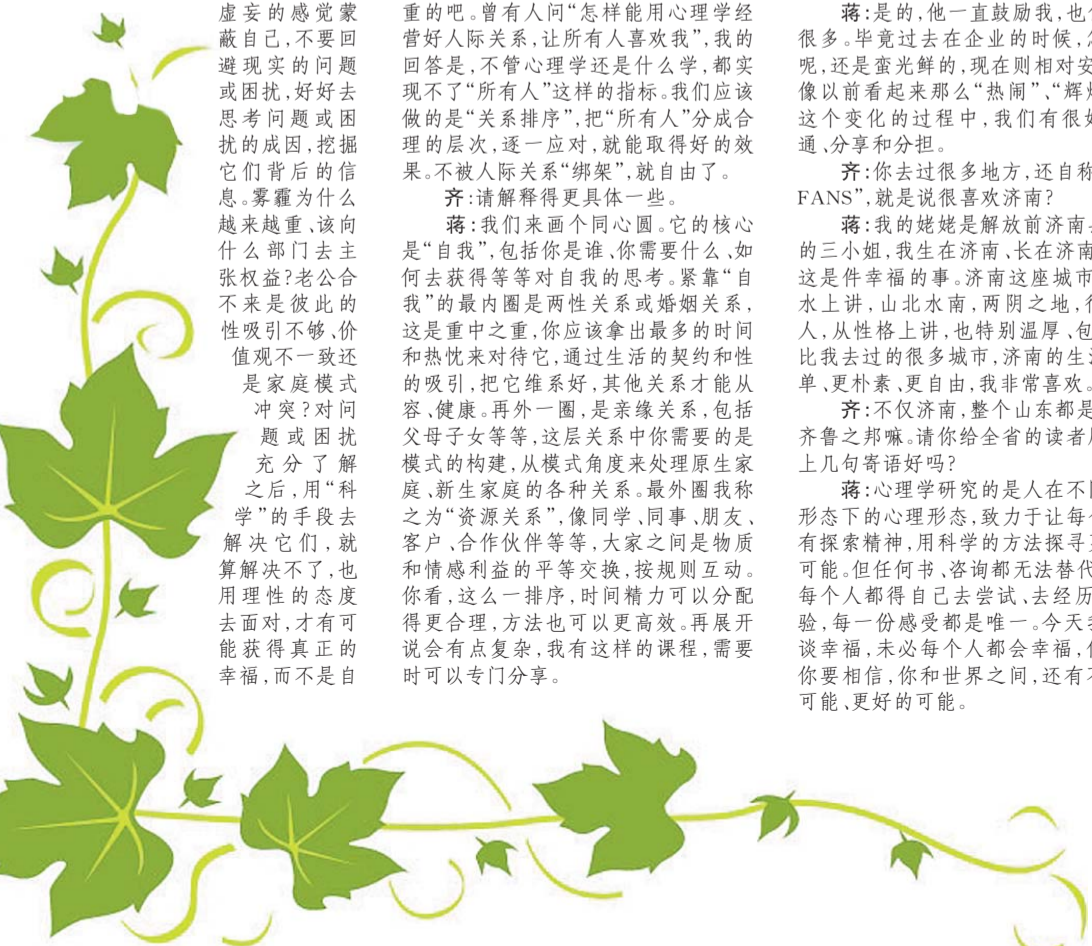 虚妄的感觉蒙
蔽自己,不要回
避现实的问题
或困扰,好好去
思考问题或困
扰的成因,挖掘
它们背后的信
息。雾霾为什么
越来越重、该向
什么部门去主
张权益?老公合
不来是彼此的
性吸引不够、价
值观不一致还
是家庭模式
冲突?对问
题或困扰
充分了解
之后,用“科
学”的手段去
解决它们,就
算解决不了,也
用理性的态度
去面对,才有可
能获得真正的
幸福,而不是自
重的吧。曾有人问“怎样能用心理学经
营好人际关系,让所有人喜欢我”,我的
回答是,不管心理学还是什么学,都实
现不了“所有人”这样的指标。我们应该
做的是“关系排序”,把“所有人”分成合
理的层次,逐一应对,就能取得好的效
果。不被人际关系“绑架”,就自由了。
齐:请解释得更具体一些。
蒋:我们来画个同心圆。它的核心
是“自我”,包括你是谁、你需要什么、如
何去获得等等对自我的思考。紧靠“自
我”的最内圈是两性关系或婚姻关系,
这是重中之重,你应该拿出最多的时间
和热忱来对待它,通过生活的契约和性
的吸引,把它维系好,其他关系才能从
容、健康。再外一圈,是亲缘关系,包括
父母子女等等,这层关系中你需要的是
模式的构建,从模式角度来处理原生家
庭、新生家庭的各种关系。最外圈我称
之为“资源关系”,像同学、同事、朋友、
客户、合作伙伴等等,大家之间是物质
和情感利益的平等交换,按规则互动。
你看,这么一排序,时间精力可以分配
得更合理,方法也可以更高效。再展开
说会有点复杂,我有这样的课程,需要
时可以专门分享。
蒋:是的,他一直鼓励我,也
很多。毕竟过去在企业的时候,
呢,还是蛮光鲜的,现在则相对安
像以前看起来那么“热闹”、“辉
这个变化的过程中,我们有很
通、分享和分担。
齐:你去过很多地方,还自称
FANS”,就是说很喜欢济南?
蒋:我的姥姥是解放前济南
的三小姐,我生在济南、长在济南
这是件幸福的事。济南这座城市
水上讲,山北水南,两阴之地,
人,从性格上讲,也特别温厚、包
比我去过的很多城市,济南的生
单、更朴素、更自由,我非常喜欢。
齐:不仅济南,整个山东都是
齐鲁之邦嘛。请你给全省的读者
上几句寄语好吗?
蒋:心理学研究的是人在不
形态下的心理形态,致力于让每
有探索精神,用科学的方法探寻
可能。但任何书、咨询都无法替代
每个人都得自己去尝试、去经历
验,每一份感受都是唯一。今天
谈幸福,未必每个人都会幸福,
你要相信,你和世界之间,还有
可能、更好的可能。